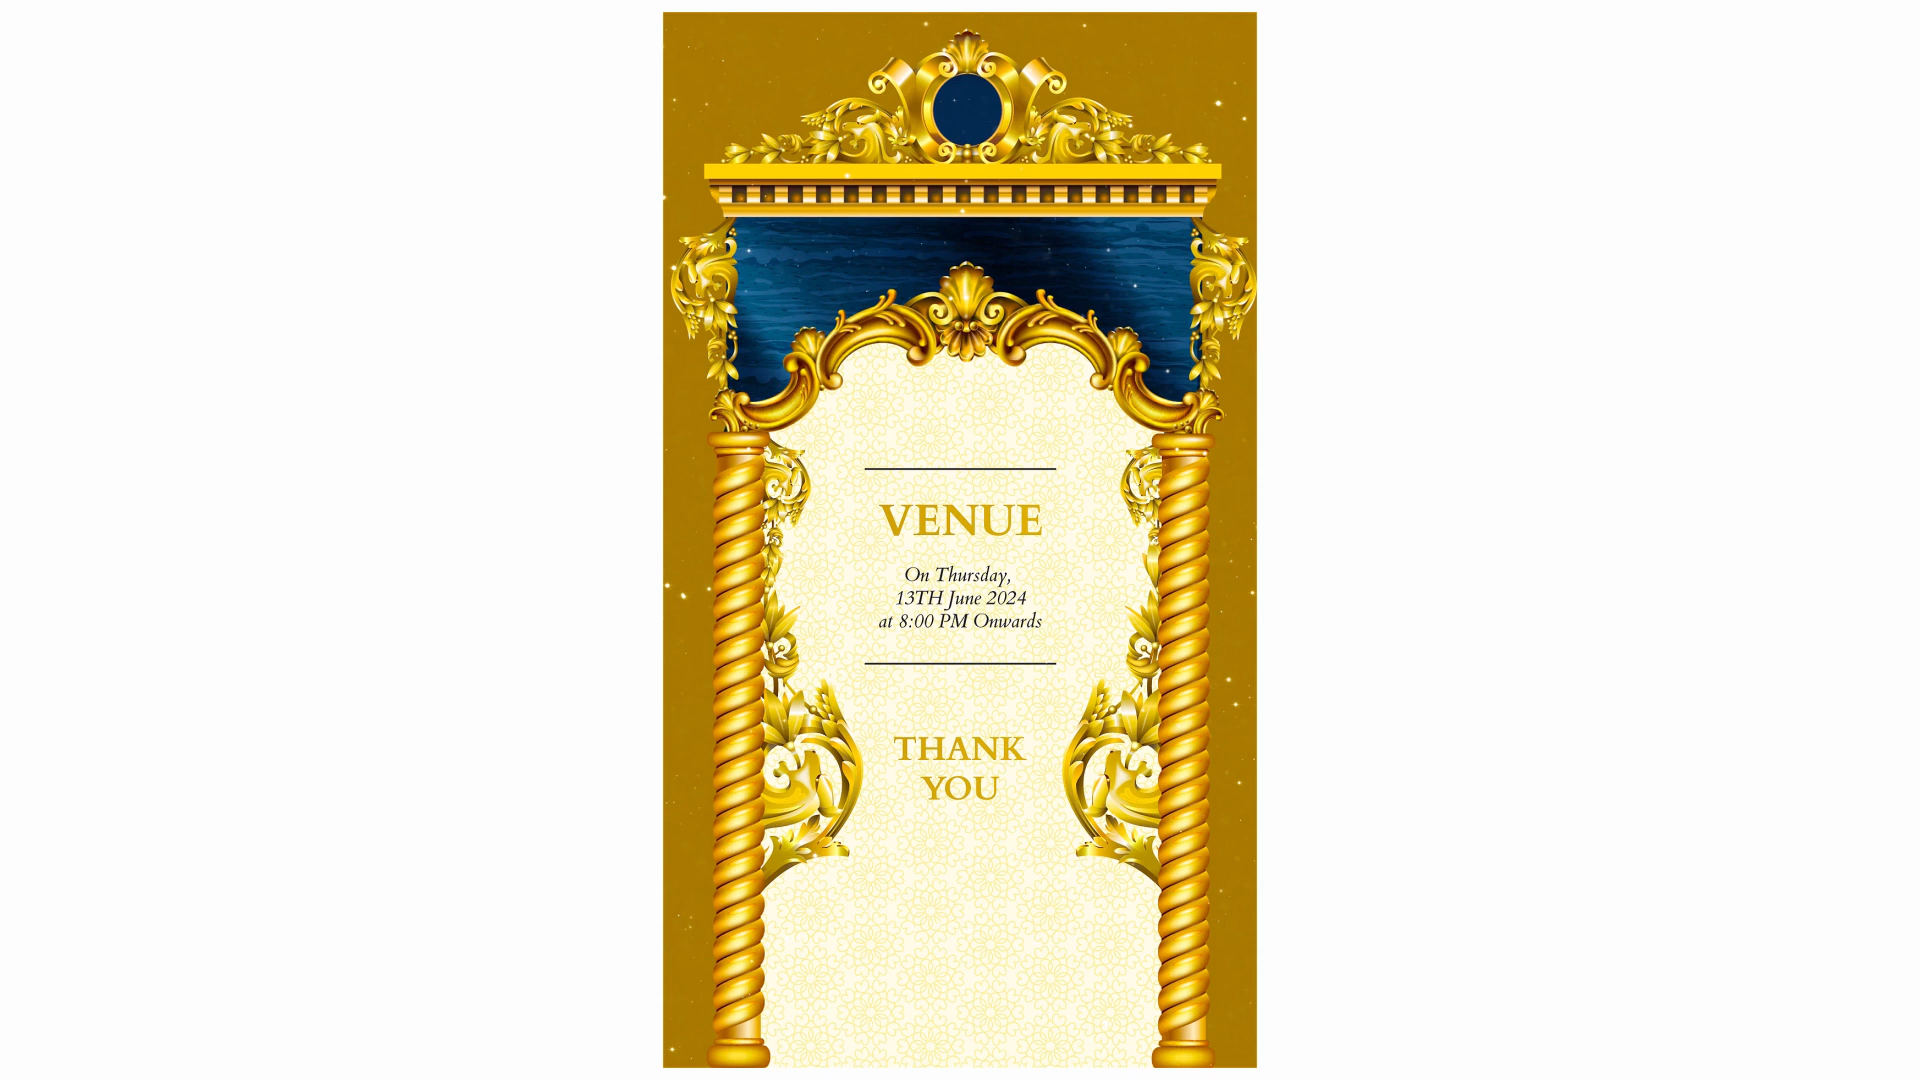 VENUE
On Thursday,
13TH June 2024
at 8:00 PM Onwards
THANK
YOU